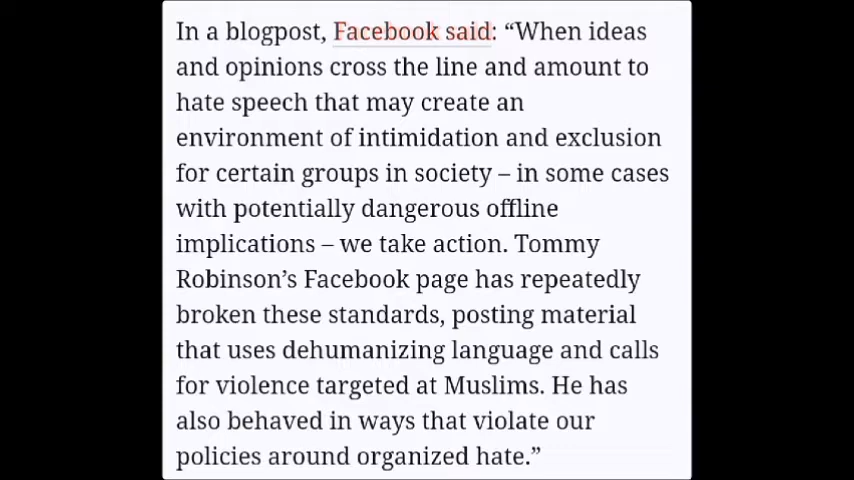 In a blogpost, Facebook said: “When ideas
and opinions cross the line and amount to
hate speech that may create an
environment of intimidation and exclusion
for certain groups in society – in some cases
with potentially dangerous offline
implications – we take action. Tommy
Robinson’s Facebook page has repeatedly
broken these standards, posting material
that uses dehumanizing language and calls
for violence targeted at Muslims. He has
also behaved in ways that violate our
policies around organized hate.”